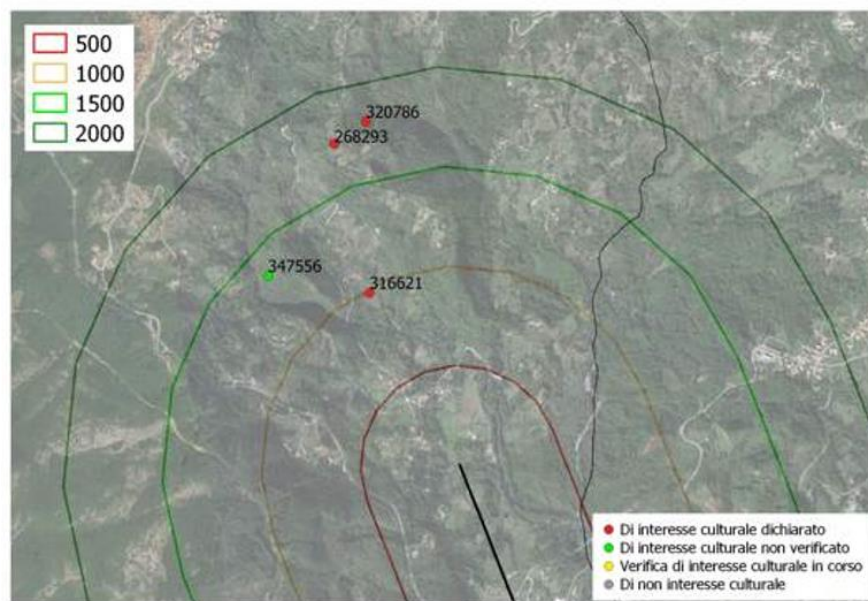 500
1000
1500
2000
320786
268293
347556
316621
Di interesse culturale dichiarato
Di interesse culturale non verificato
Verifica di interesse culturale in corso
Di non interesse culturale